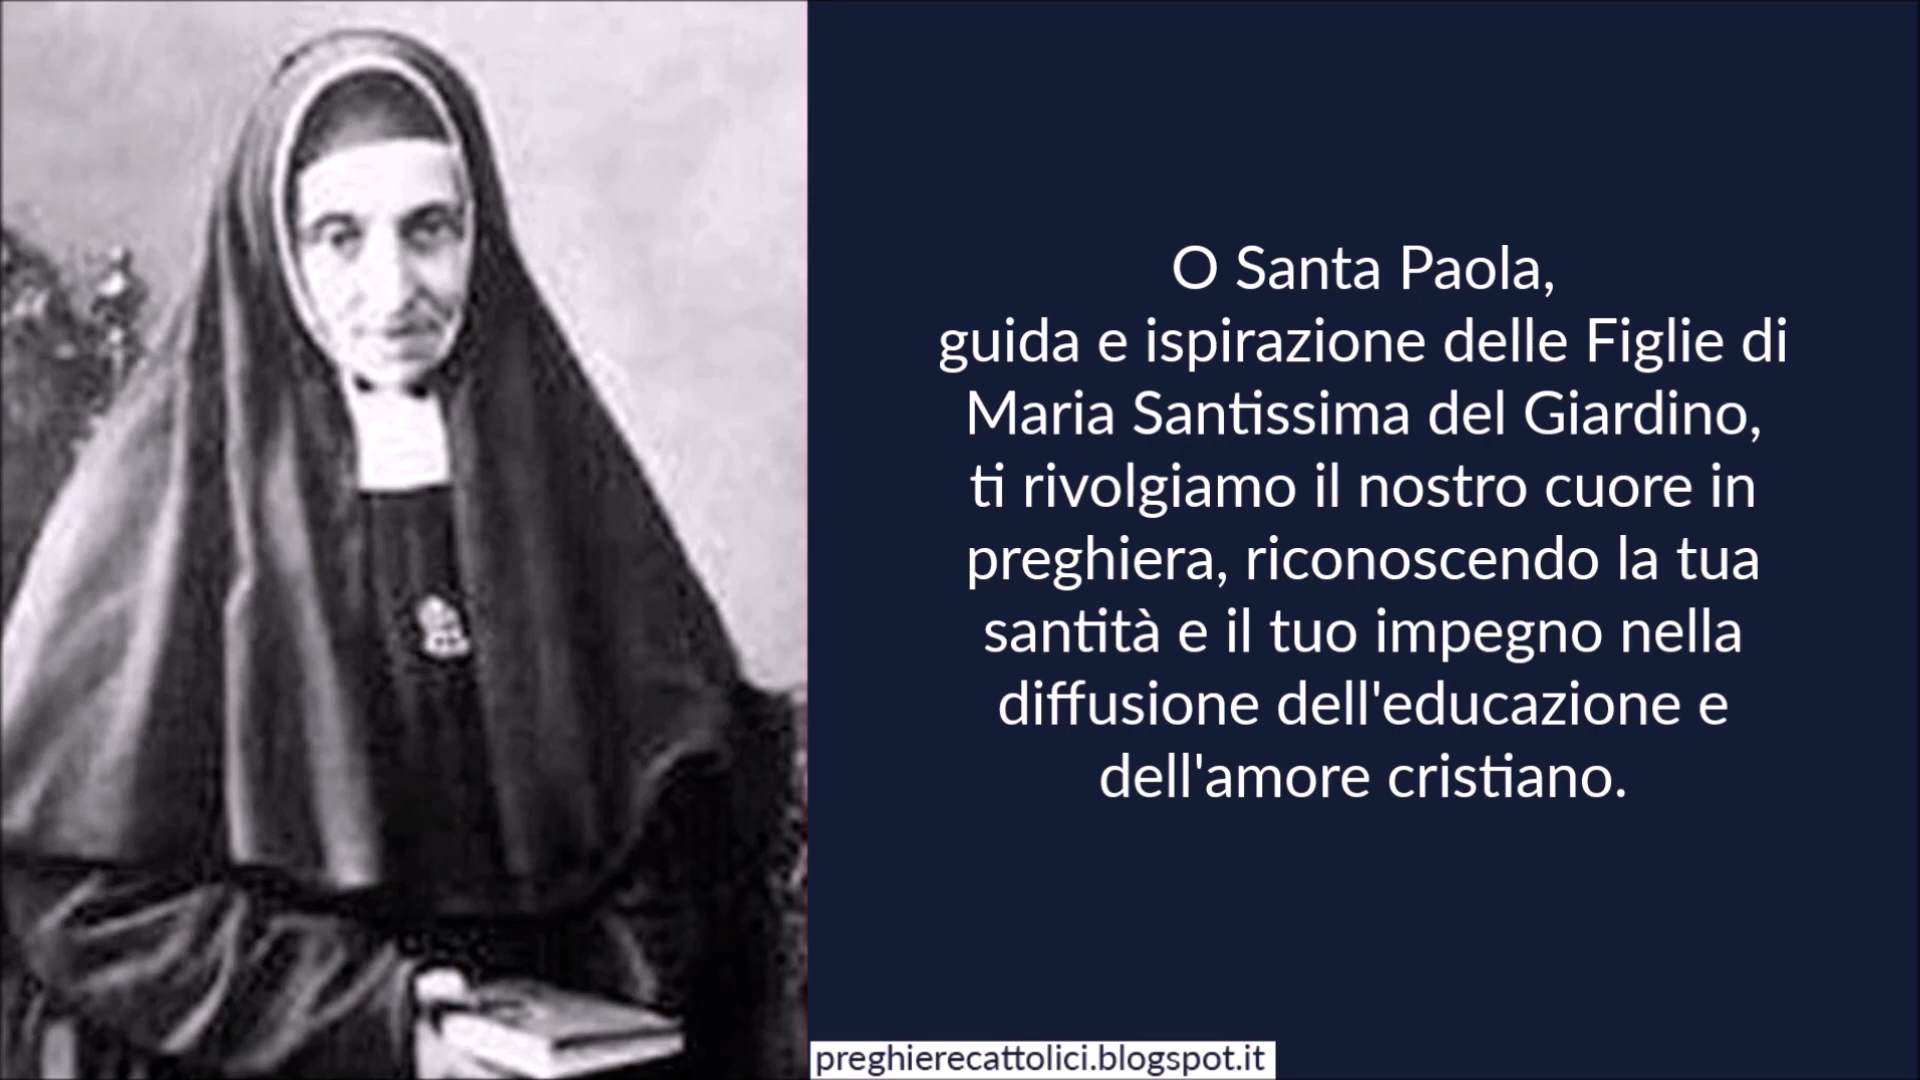 O Santa Paola,
guida e ispirazione delle Figlie di
Maria Santissima del Giardino,
ti rivolgiamo il nostro cuore in
preghiera, riconoscendo la tua
santità e il tuo impegno nella
diffusione dell'educazione e
dell'amore cristiano.
preghierecattolici.blogspot.it